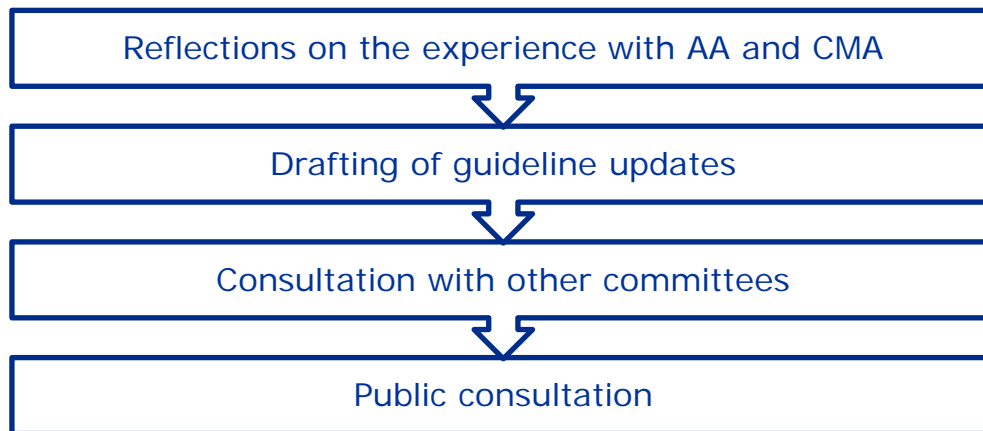 Reflections on the experience with AA and CMA
Drafting of guideline updates
Consultation with other committees
Public consultation